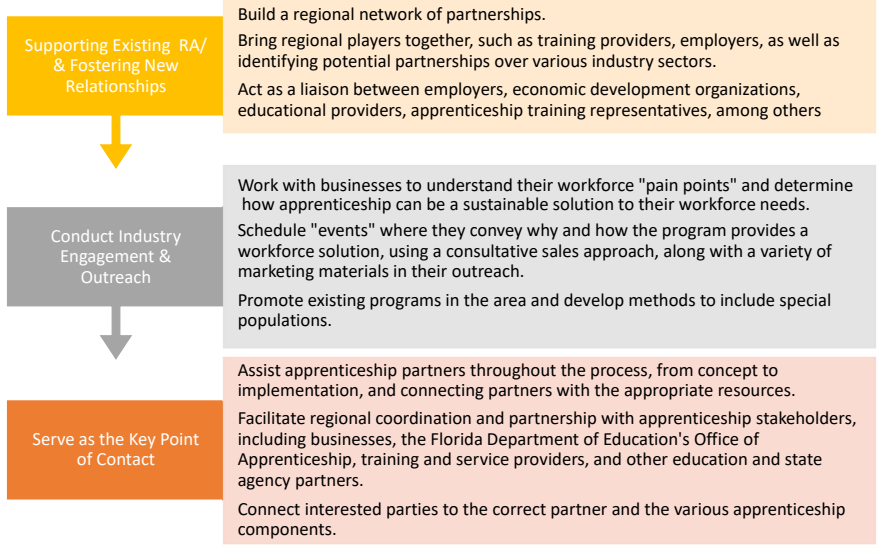 Supporting Existing RA/
& Fostering New
Relationships
Build a regional network of partnerships.
Bring regional players together, such as training providers, employers, as well as
identifying potential partnerships over various industry sectors.
Act as a liaison between employers, economic development organizations,
educational providers, apprenticeship training representatives, among others
Conduct Industry
Engagement &
Outreach
Work with businesses to understand their workforce "pain points" and determine
how apprenticeship can be a sustainable solution to their workforce needs.
Schedule "events" where they convey why and how the program provides a
workforce solution, using a consultative sales approach, along with a variety of
marketing materials in their outreach.
Promote existing programs in the area and develop methods to include special
populations.
Serve as the Key Point
of Contact
Assist apprenticeship partners throughout the process, from concept to
implementation, and connecting partners with the appropriate resources.
Facilitate regional coordination and partnership with apprenticeship stakeholders,
including businesses, the Florida Department of Education's Office of
Apprenticeship, training and service providers, and other education and state
agency partners.
Connect interested parties to the correct partner and the various apprenticeship
components.